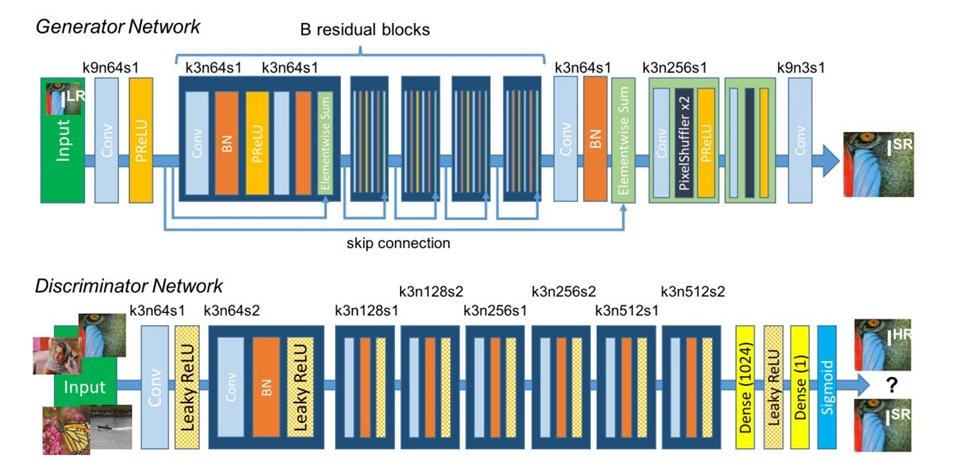 Generator Network
B residual blocks
k9n64s1
k3n64s1
k3n64s1
k3n64s1
k3n256s1
k9n3s1
I LR
Input
Conv
PReLU
Conv
BN
PReLU
Elementwise Sum
Conv
BN
Elementwise Sum
Conv
PixelShuffler x2
PReLU
Conv
I SR
skip connection
Discriminator Network
k3n64s1
k3n64s2
k3n128s1
k3n128s2
k3n256s1
k3n256s2
k3n512s1
k3n512s2
Input
Conv
Leaky ReLU
Conv
BN
Leaky ReLU
Dense (1024)
Leaky ReLU
Dense (1)
Sigmoid
I HR
?
I SR